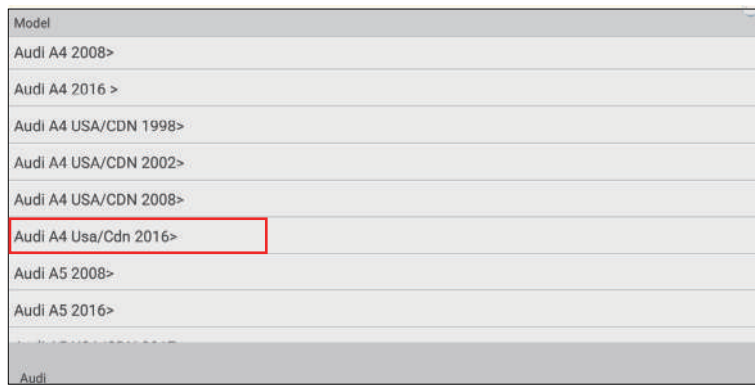 Model
Audi A4 2008>
Audi A4 2016 >
Audi A4 USA/CDN 1998>
Audi A4 USA/CDN 2002>
Audi A4 USA/CDN 2008>
Audi A4 Usa/Cdn 2016>
Audi A5 2008>
Audi A5 2016>
Audi